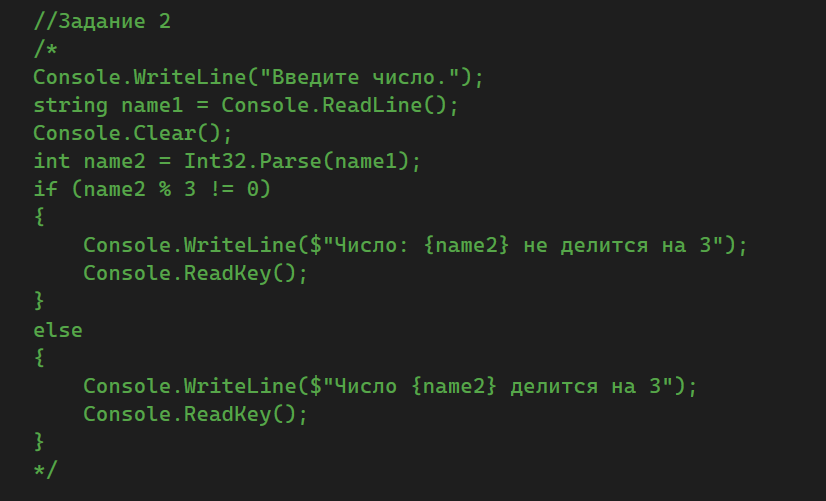 //Задание 2
/*
Console.WriteLine("Введите число.");
string name1 = Console.ReadLine();
Console.Clear();
int name2 = Int32.Parse(name1);
if (name2 % 3 != 0)
{
    Console.WriteLine($"Число: {name2} не делится на 3");
    Console.ReadKey();
}
else
{
    Console.WriteLine($"Число {name2} делится на 3");
    Console.ReadKey();
}
*/